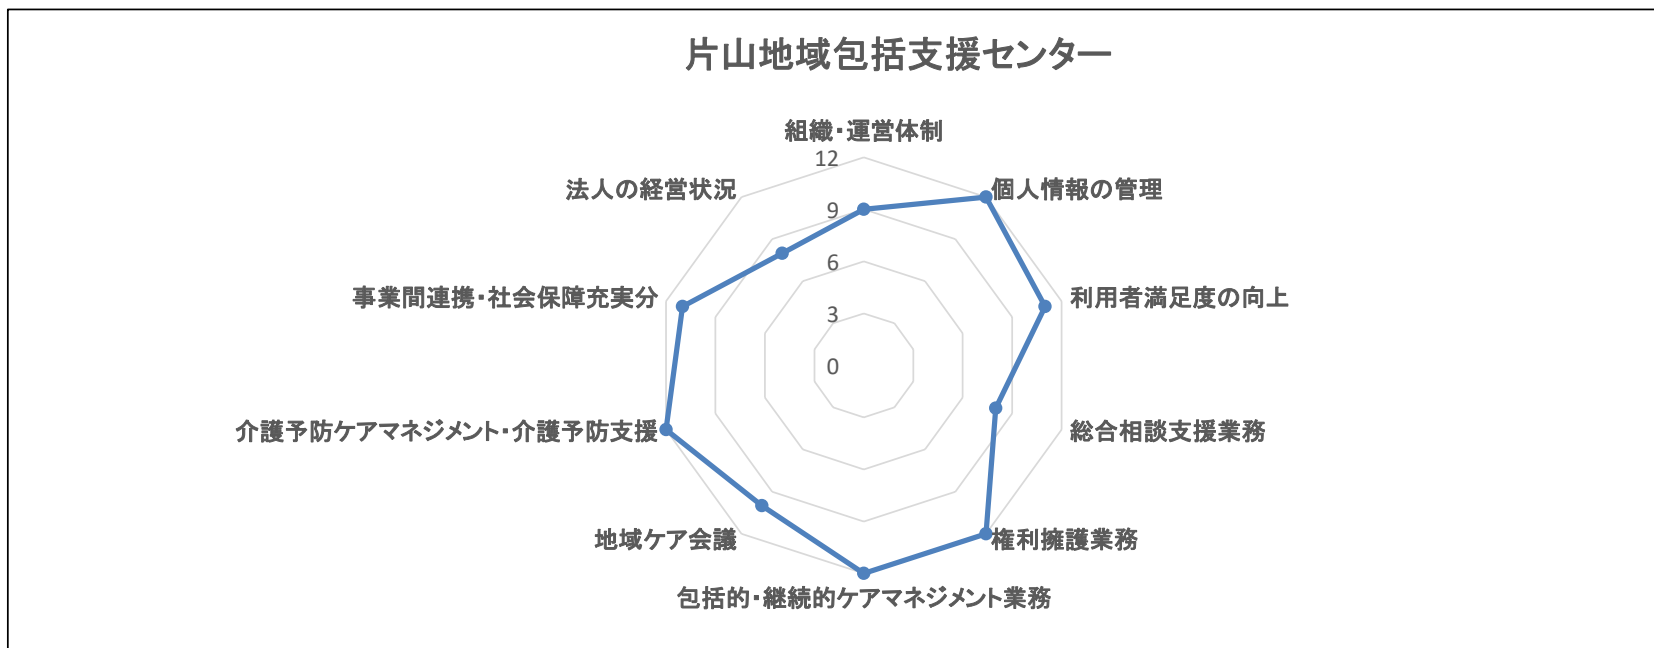 片山地域包括支援センター
組織・運営体制
12
法人の経営状況
個人情報の管理
9
6
事業間連携・社会保障充実分
利用者満足度の向上
3
0
介護予防ケアマネジメント・介護予防支援
総合相談支援業務
地域ケア会議
権利擁護業務
包括的・継続的ケアマネジメント業務